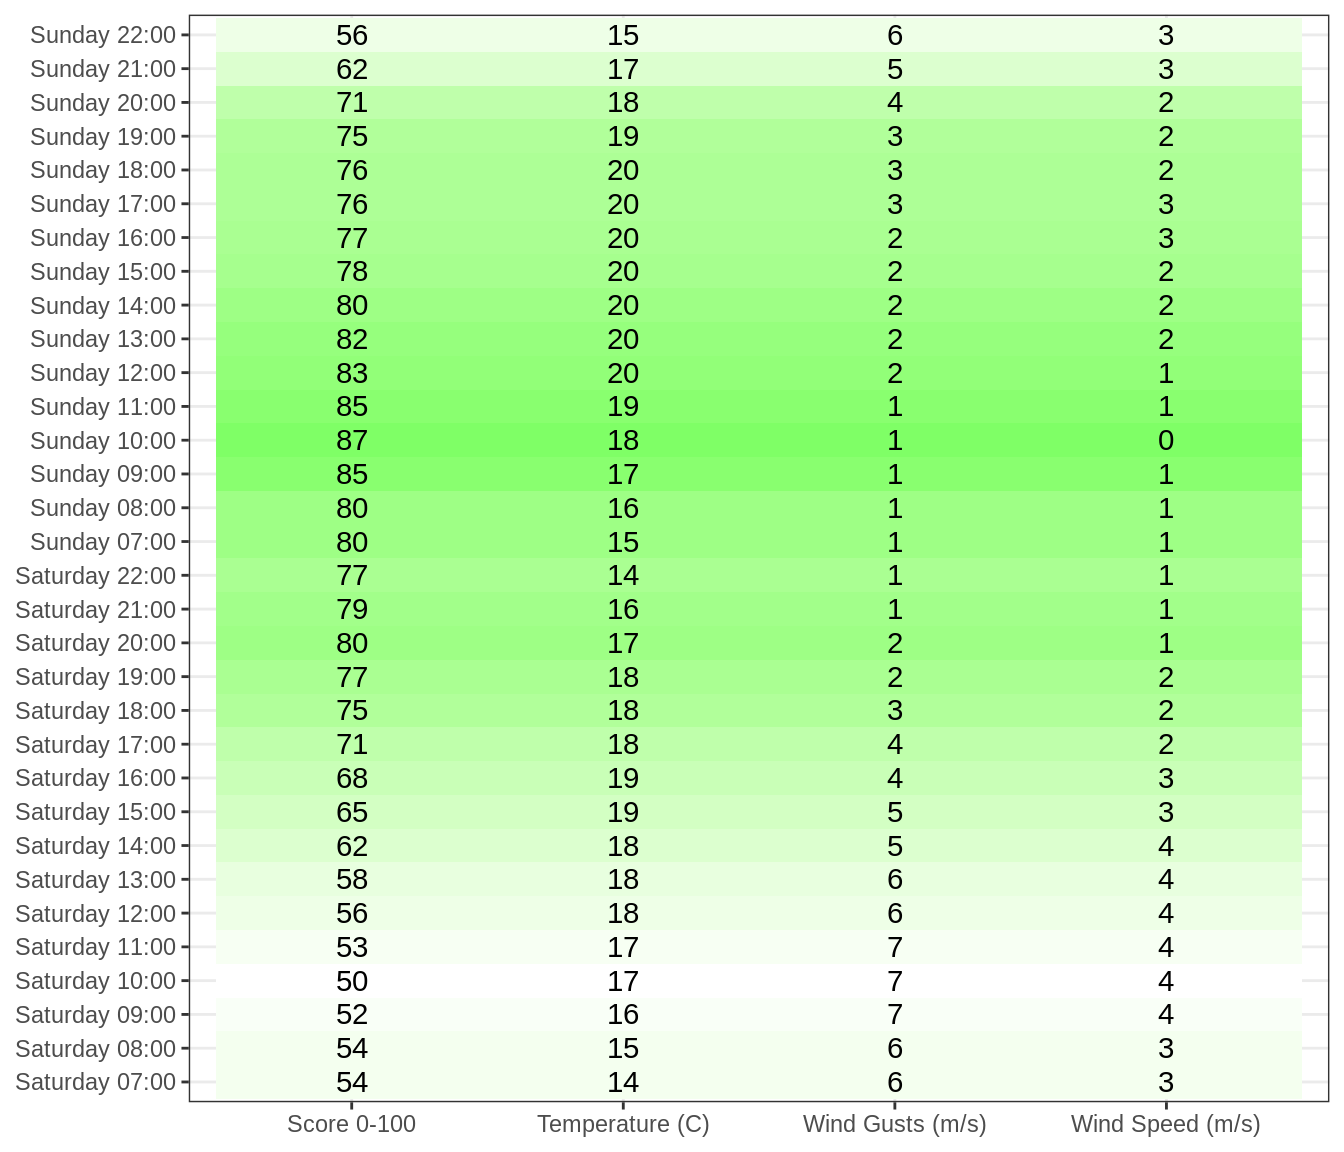 Sunday 22:00 56 15 6 3
Sunday 21:00 62 17 5 3
Sunday 20:00 71 18 4 2
Sunday 19:00 75 19 3 2
Sunday 18:00 76 20 3 2
Sunday 17:00 76 20 3 3
Sunday 16:00 77 20 2 3
Sunday 15:00 78 20 2 2
Sunday 14:00 80 20 2 2
Sunday 13:00 82 20 2 2
Sunday 12:00 83 20 2 1
Sunday 11:00 85 19 1 1
Sunday 10:00 87 18 1 0
Sunday 09:00 85 17 1 1
Sunday 08:00 80 16 1 1
Sunday 07:00 80 15 1 1
Saturday 22:00 77 14 1 1
Saturday 21:00 79 16 1 1
Saturday 20:00 80 17 2 1
Saturday 19:00 77 18 2 2
Saturday 18:00 75 18 3 2
Saturday 17:00 71 18 4 2
Saturday 16:00 68 19 4 3
Saturday 15:00 65 19 5 3
Saturday 14:00 62 18 5 4
Saturday 13:00 58 18 6 4
Saturday 12:00 56 18 6 4
Saturday 11:00 53 17 7 4
Saturday 10:00 50 17 7 4
Saturday 09:00 52 16 7 4
Saturday 08:00 54 15 6 3
Saturday 07:00 54 14 6 3
Score 0-100 Temperature (C) Wind Gusts (m/s) Wind Speed (m/s)